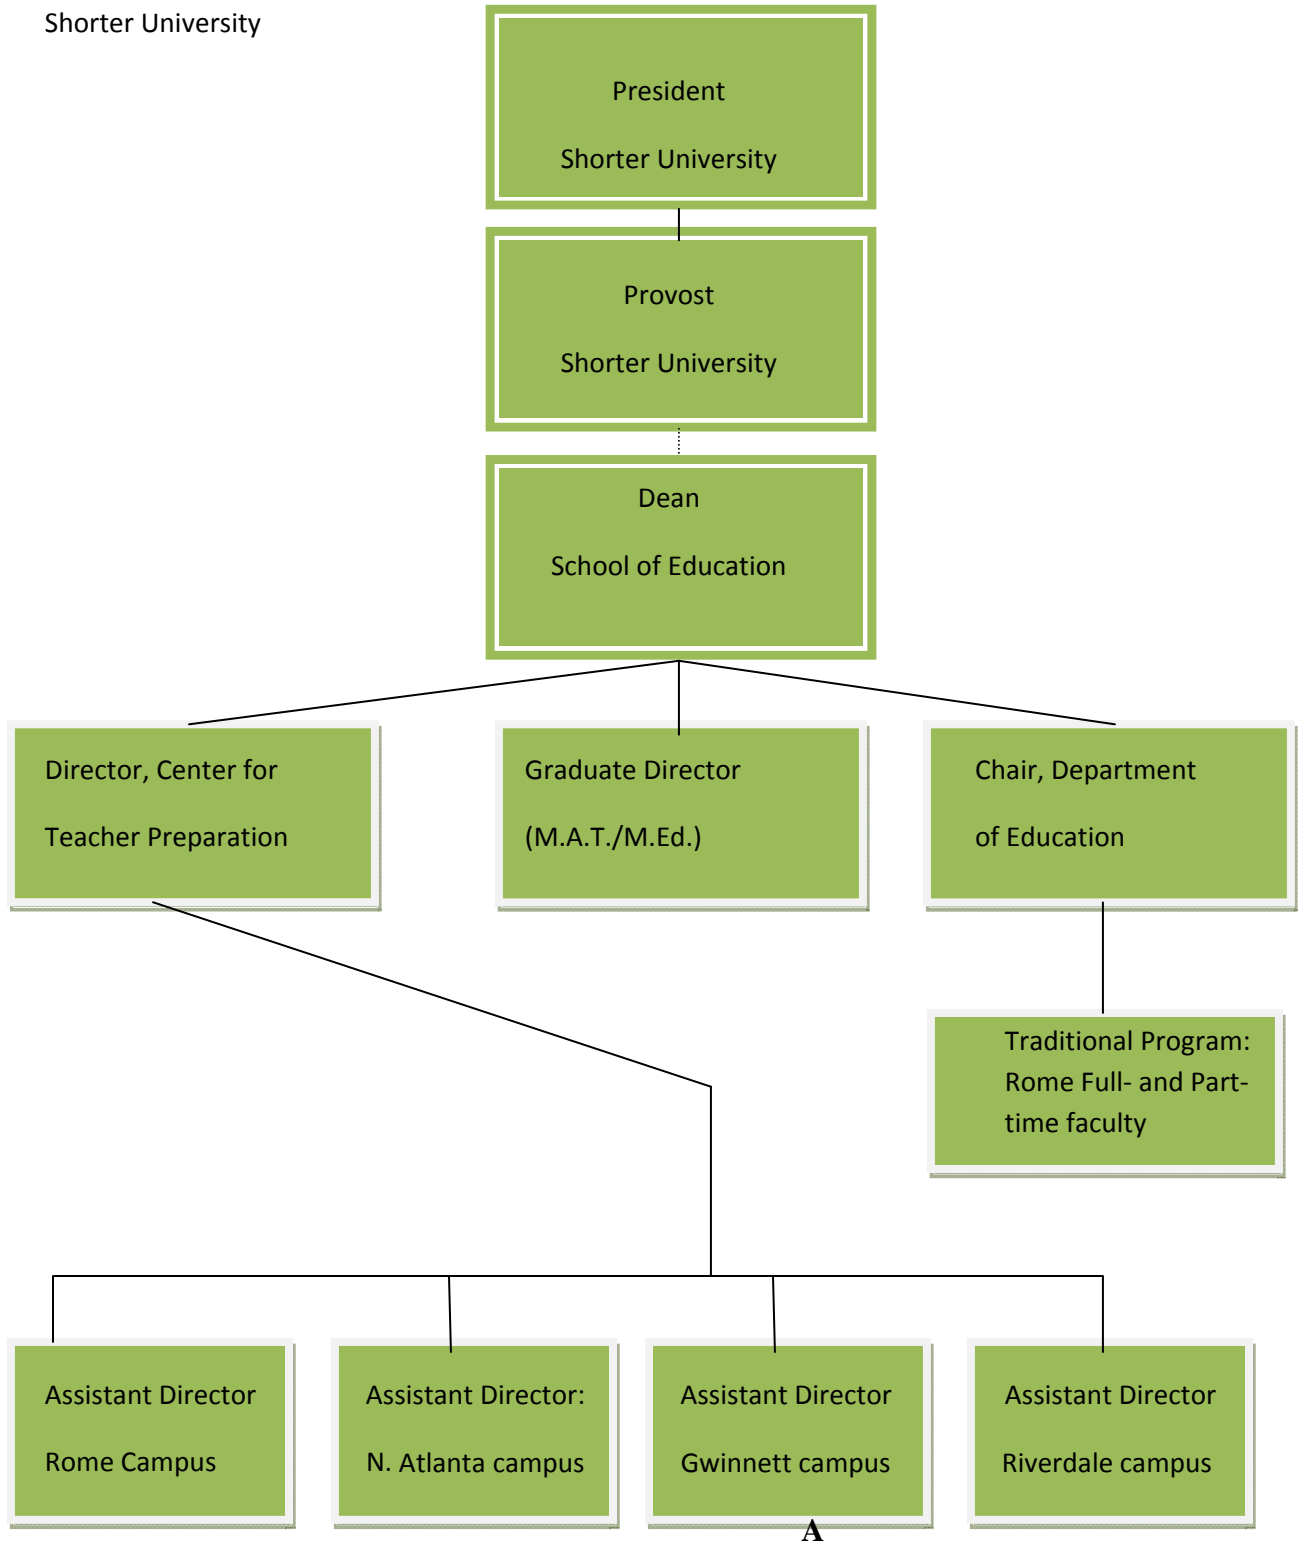 Shorter University
President
Shorter University
Provost
Shorter University
Dean
School of Education
Director, Center for
Teacher Preparation
Graduate Director
(M.A.T./M.Ed.)
Chair, Department
of Education
Traditional Program:
Rome Full- and Part-
time faculty
Assistant Director
Rome Campus
Assistant Director:
N. Atlanta campus
Assistant Director
Gwinnett campus
Assistant Director
Riverdale campus
A